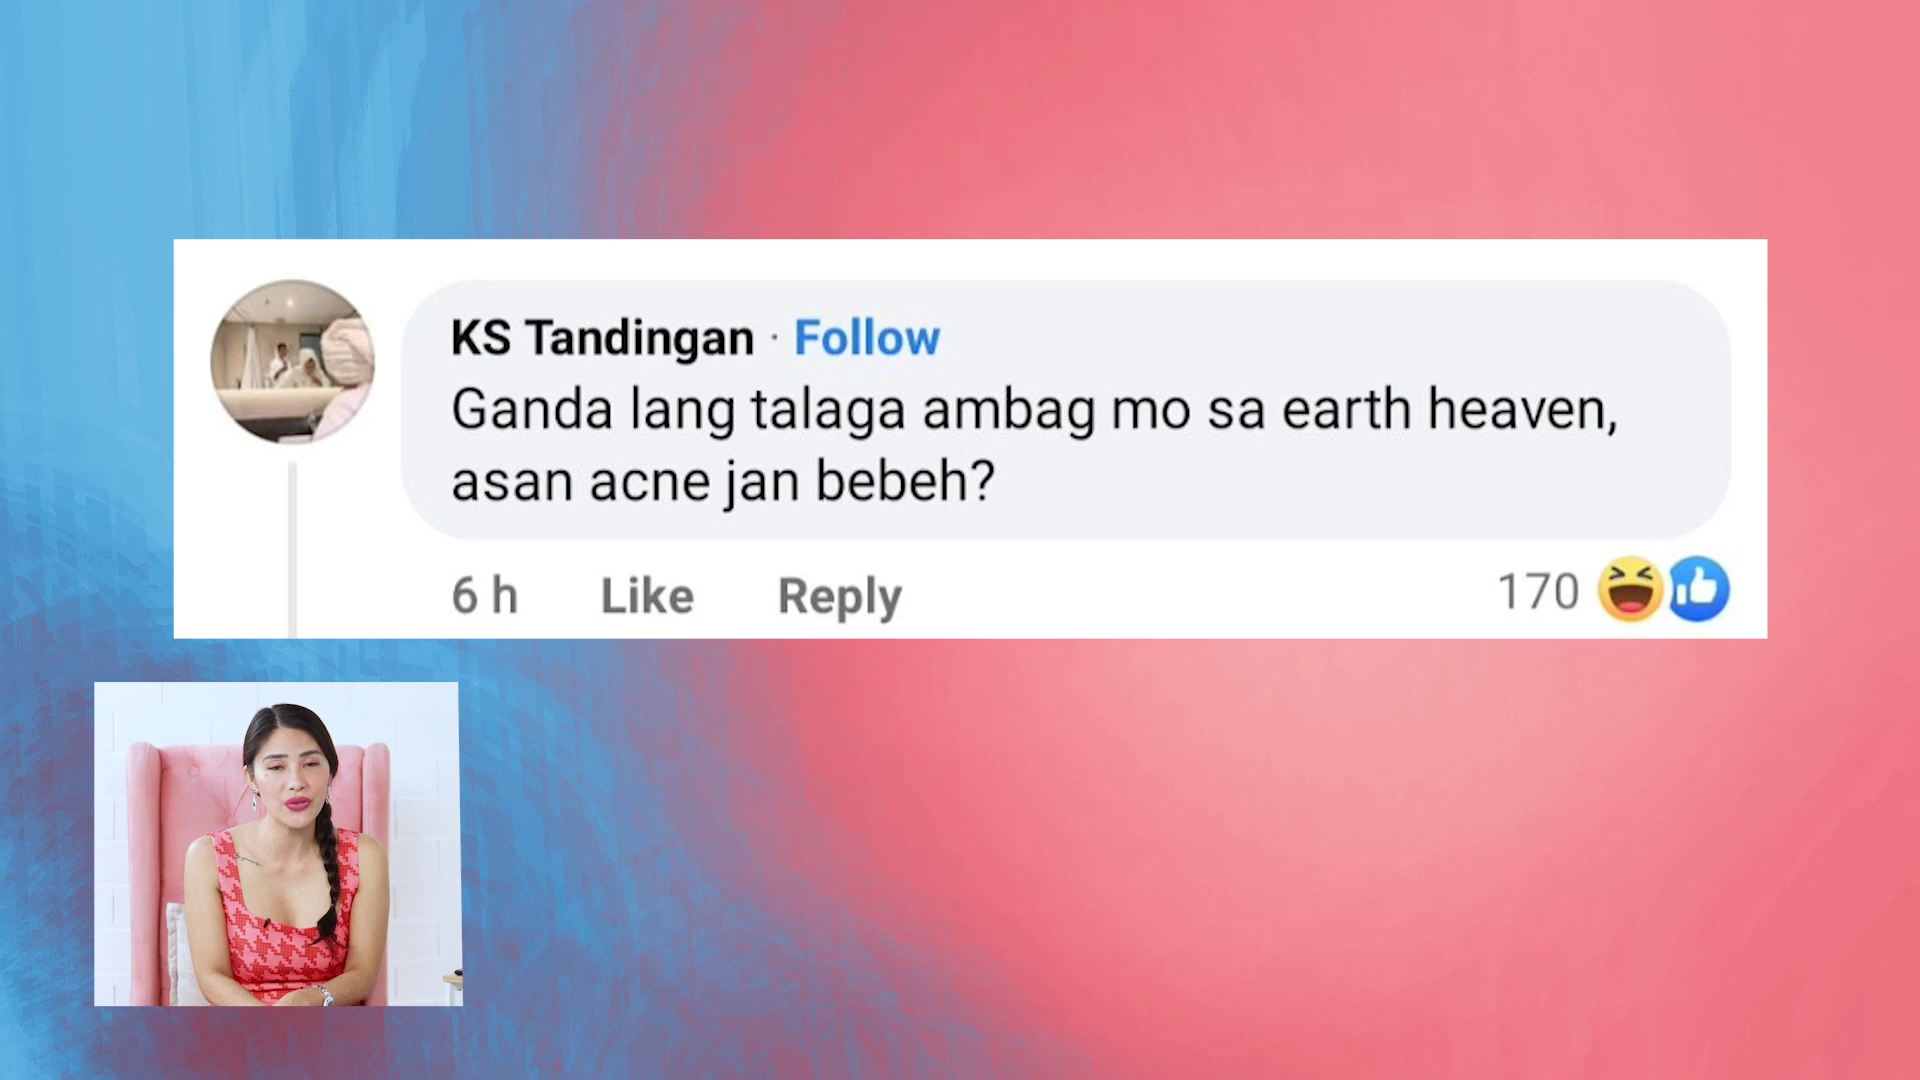 KS Tandingan · Follow
Ganda lang talaga ambag mo sa earth heaven,
asan acne jan bebeh?
6 h Like Reply 170